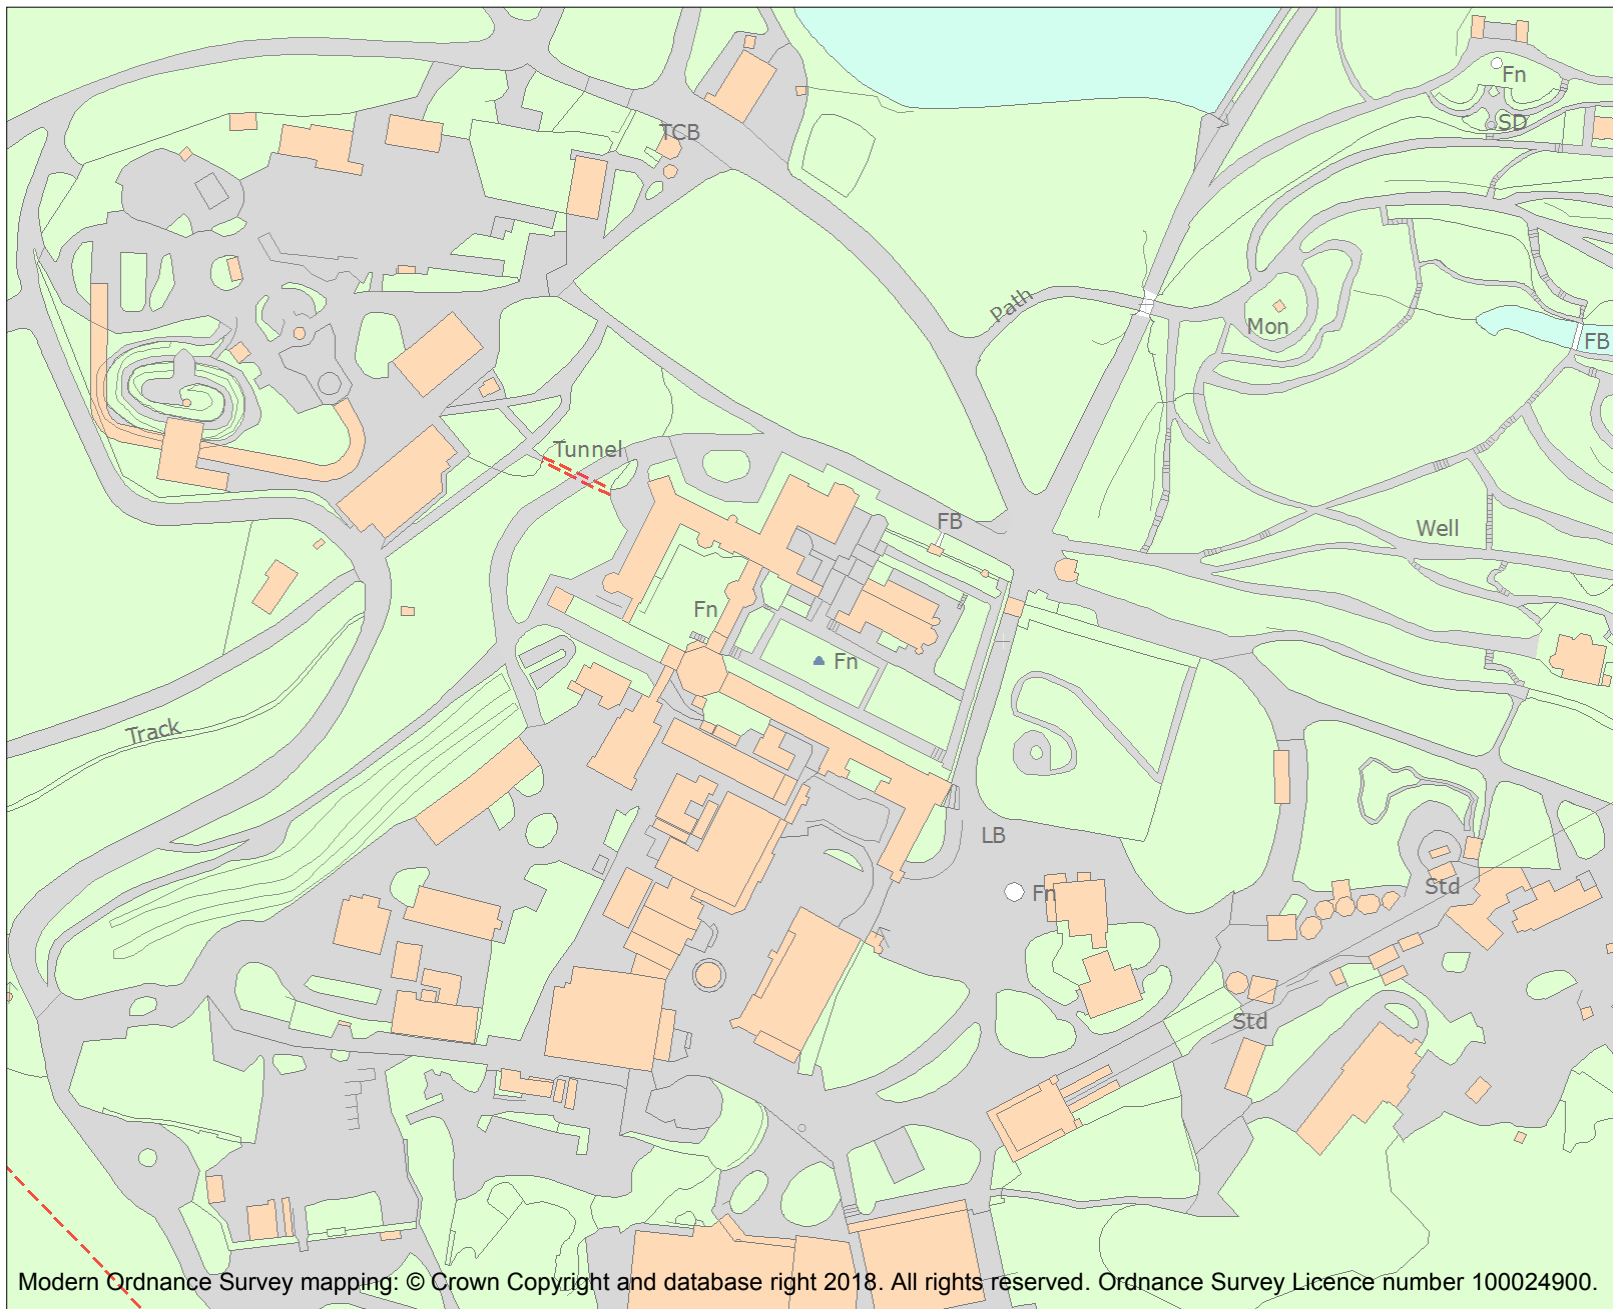 Fn
SD
TCB
Path
Mon
FB
Tunnel
FB
Well
Fn
Fn
Track
LB
Std
Fn
Std
Modern Ordnance Survey mapping: © Crown Copyright and database right 2018. All rights reserved. Ordnance Survey Licence number 100024900.